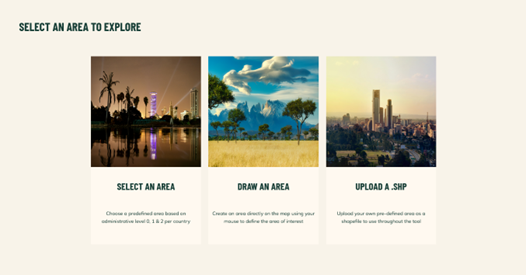 SELECT AN AREA TO EXPLORE
SELECT AN AREA
Choose a predefined area based on
administrative level 0, 1 & 2 per country
DRAW AN AREA
Create an area directly on the map using your
mouse to define the area of interest
UPLOAD A .SHP
Upload your own pre-defined area as a
shapefile to use throughout the tool